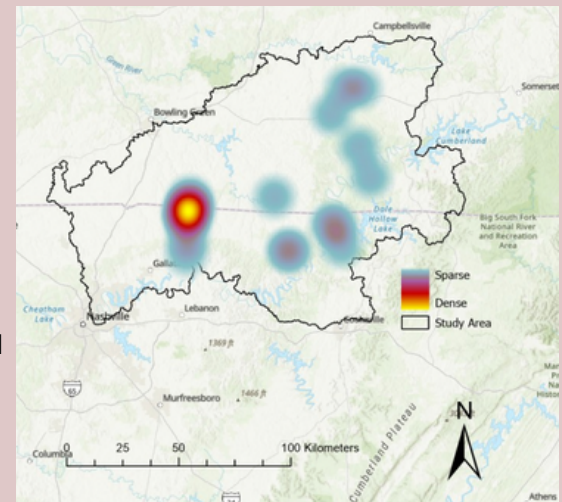 Campbellsville
Green River
Somerset
Bowling Green
Lake
Cumberland
Dale
Hollow
Lake
Big South Fork
National River
and Recreation
Area
Sparse
Dense
Study Area
Cheatham
Lake
Nashville
Lebanon
1369 ft
65
Murfreesboro
1466 ft
N
Columbia
0 25 50 100 Kilometers
Cumberland Plateau
Athens